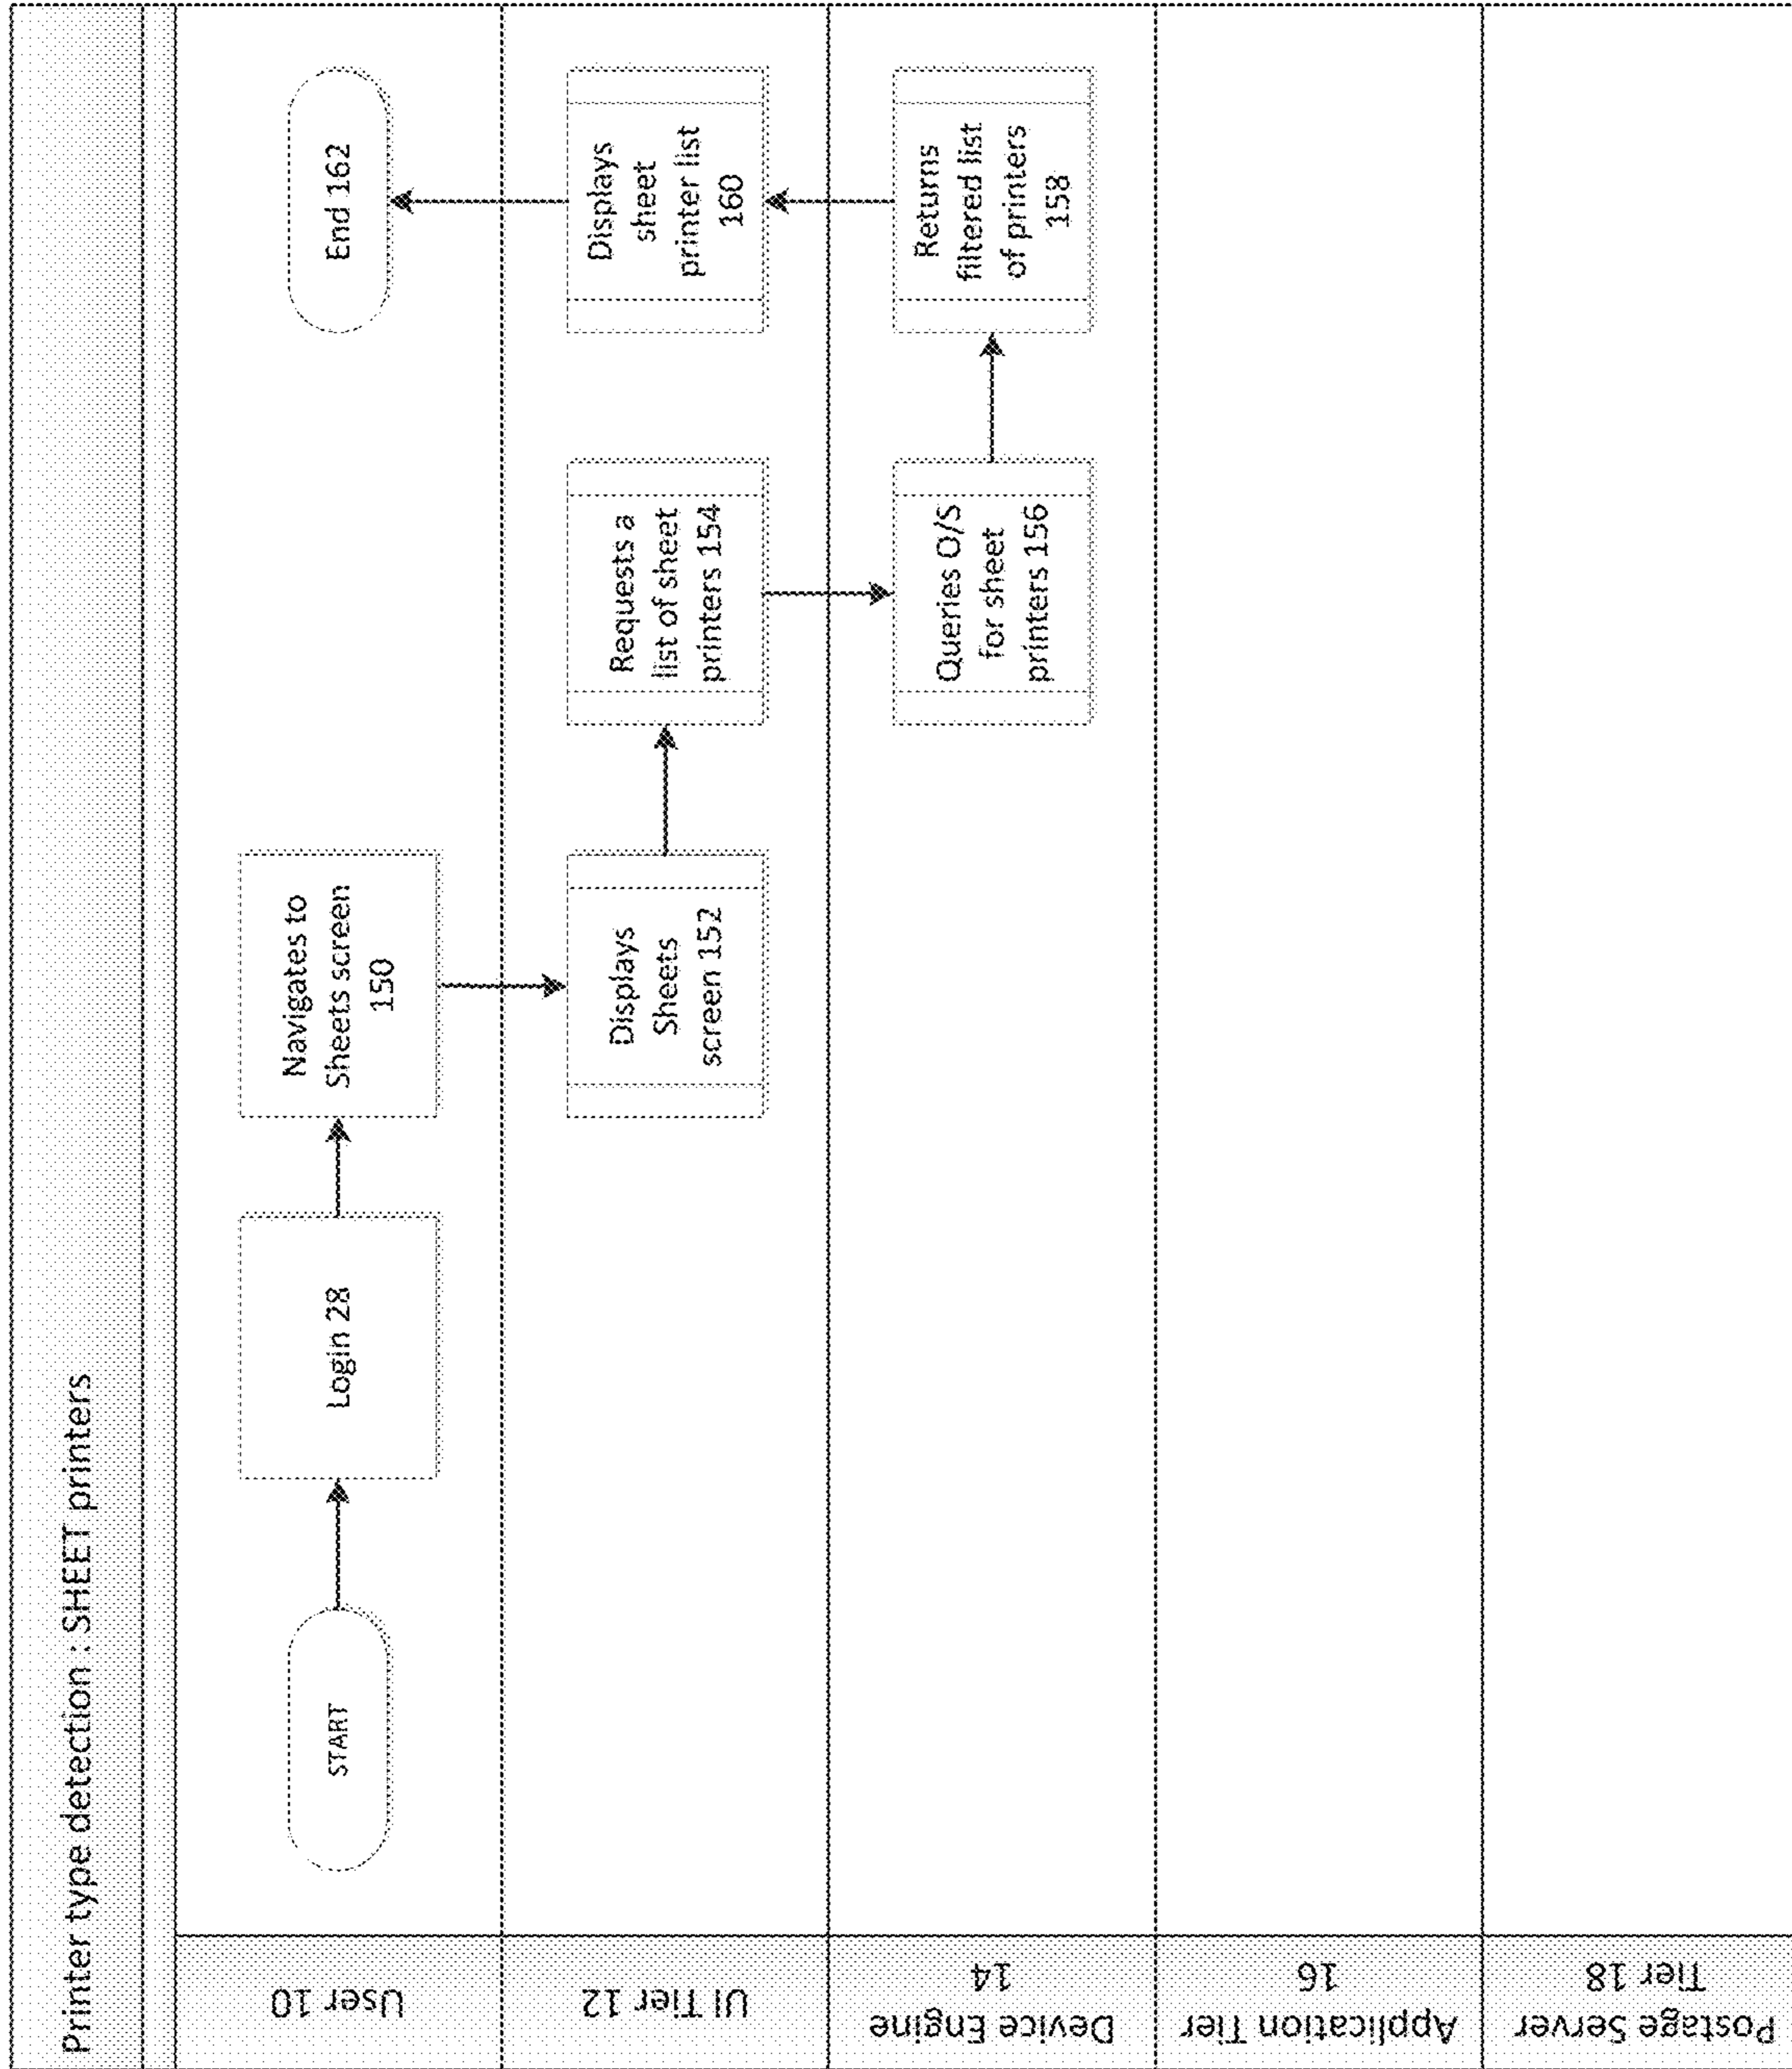 Printer type detection : SHEET printers
User 10
START
Login 28
Navigates to
Sheets screen
150
End 162
UI Tier 12
Displays
Sheets
screen 152
Requests a
list of sheet
printers 154
Displays
sheet
printer list
160
Device Engine
14
Queries O/S
for sheet
printers 156
Returns
filtered list
of printers
158
Application Tier
16
Postage Server
Tier 18